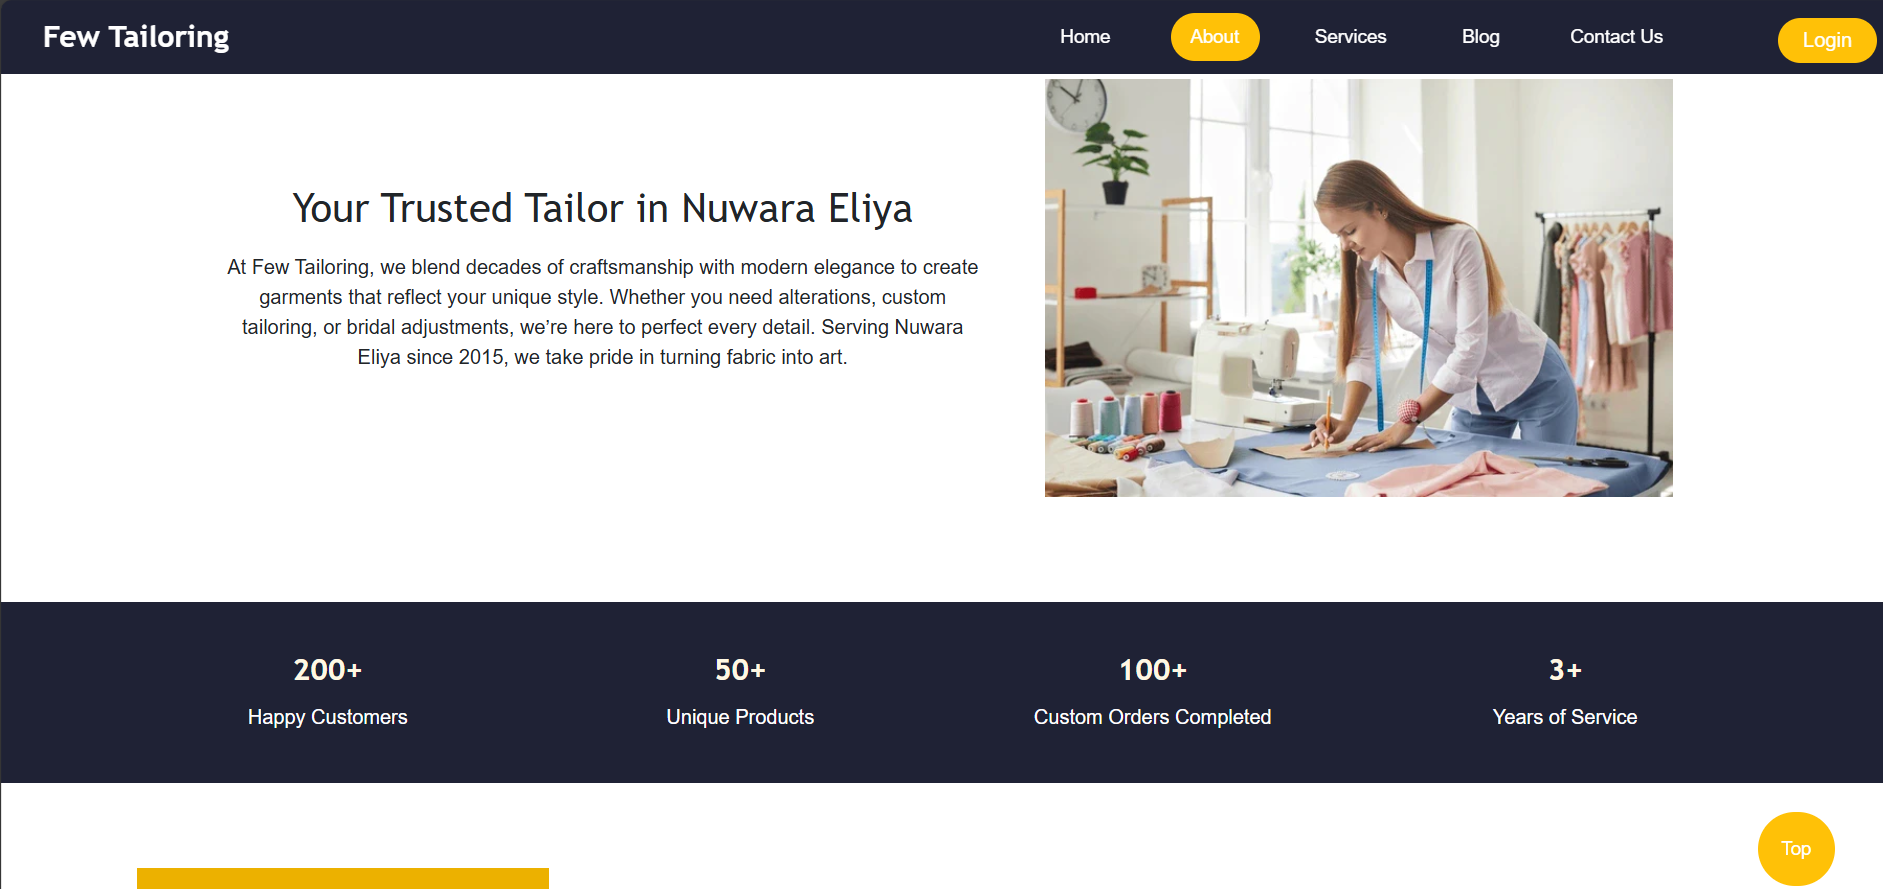 Few Tailoring
Home
About
Services
Blog
Contact Us
Login
Your Trusted Tailor in Nuwara Eliya
At Few Tailoring, we blend decades of craftsmanship with modern elegance to create
garments that reflect your unique style. Whether you need alterations, custom
tailoring, or bridal adjustments, we’re here to perfect every detail. Serving Nuwara
Eliya since 2015, we take pride in turning fabric into art.
200+
Happy Customers
50+
Unique Products
100+
Custom Orders Completed
3+
Years of Service
Top